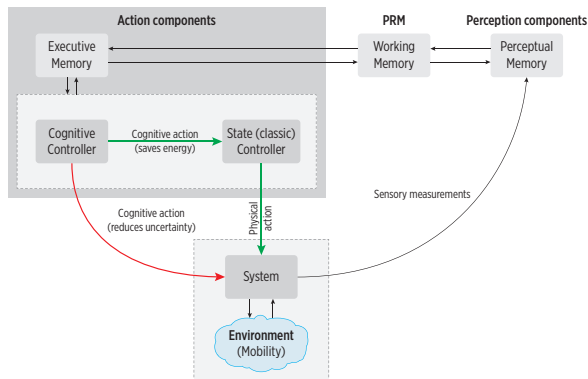 Action components
PRM
Perception components
Executive
Memory
Working
Memory
Perceptual
Memory
Cognitive
Controller
Cognitive action
(saves energy)
State (classic)
Controller
Sensory measurements
Cognitive action
(reduces uncertainty)
Physical
action
System
Environment
(Mobility)